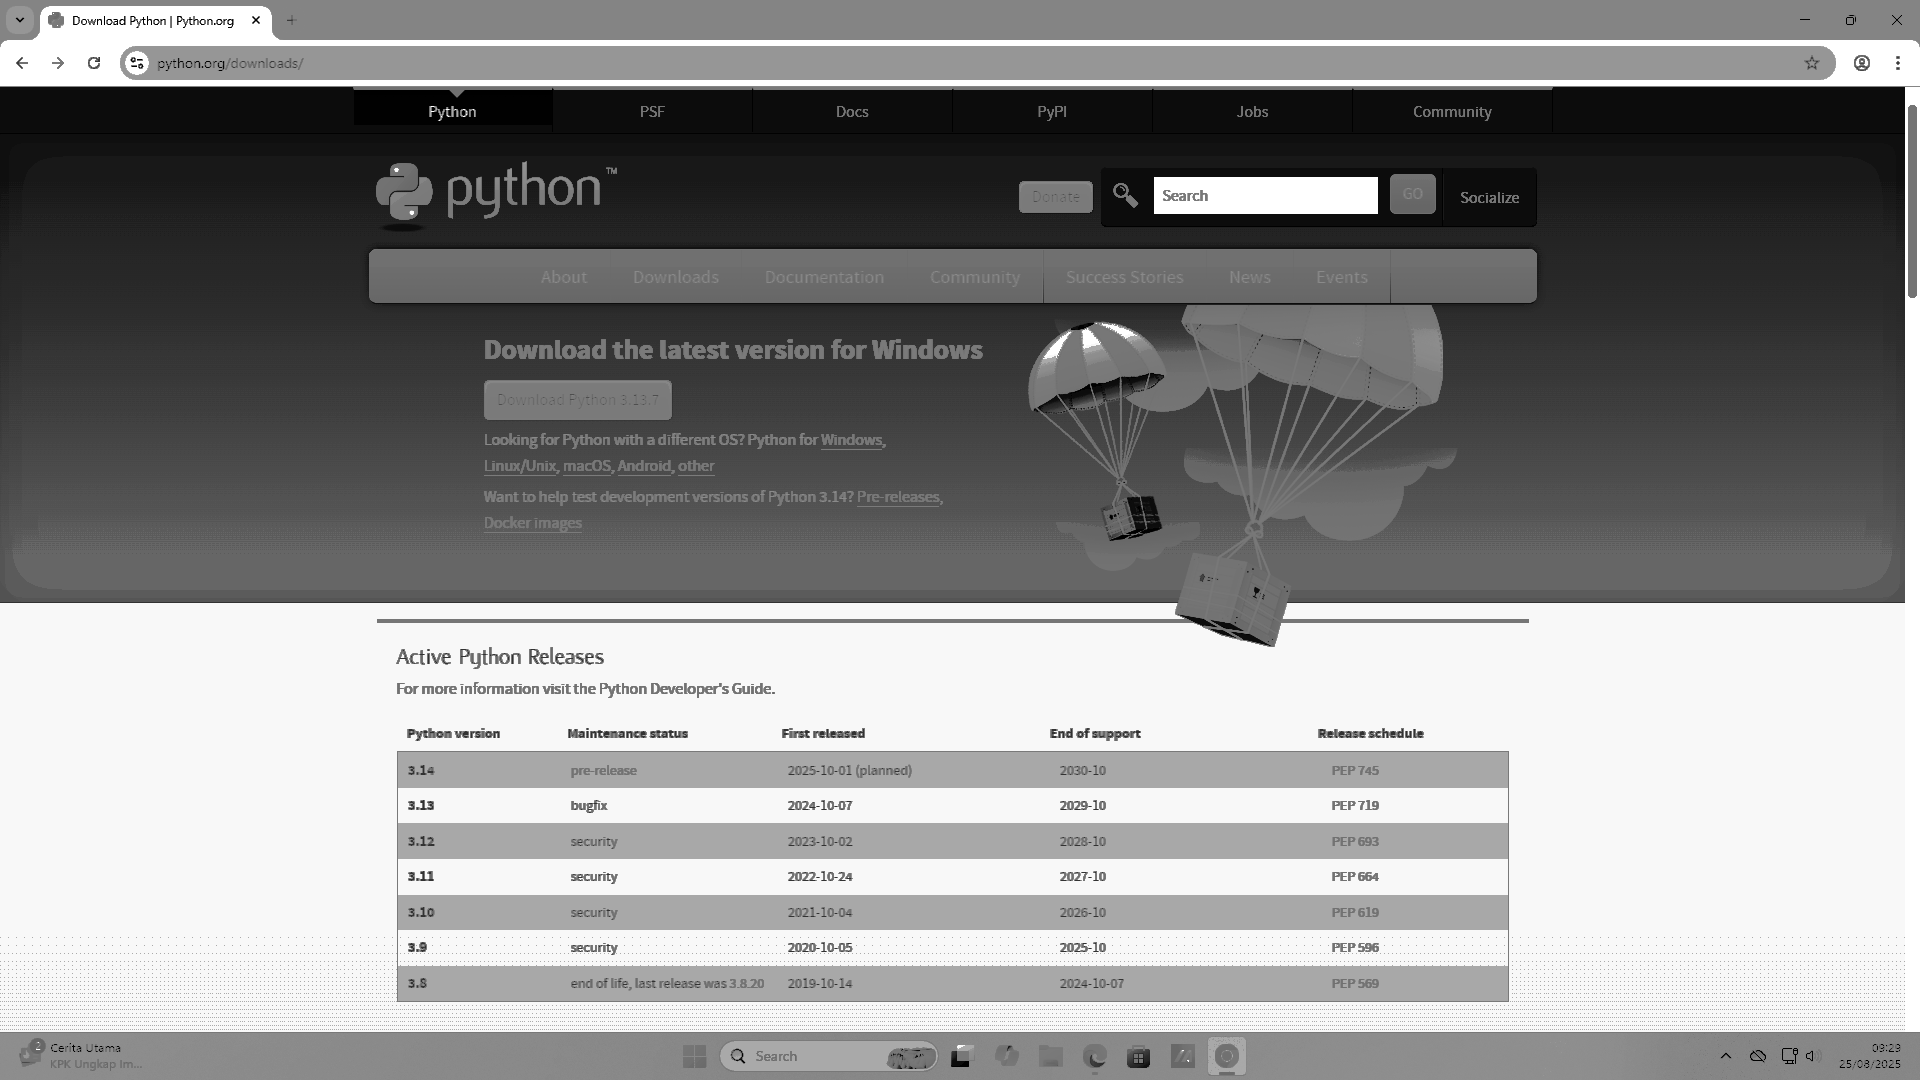 Download Python | Python.org
python.org/downloads/
Python PSF Docs PyPI Jobs Community
python™
Donate Search GO Socialize
About Downloads Documentation Community Success Stories News Events
Download the latest version for Windows
Download Python 3.13.7
Looking for Python with a different OS? Python for Windows,
Linux/Unix, macOS, Android, other
Want to help test development versions of Python 3.14? Pre-releases,
Docker images
Active Python Releases
For more information visit the Python Developer's Guide.
Python version Maintenance status First released End of support Release schedule
3.14 pre-release 2025-10-01 (planned) 2030-10 PEP 745
3.13 bugfix 2024-10-07 2029-10 PEP 719
3.12 security 2023-10-02 2028-10 PEP 693
3.11 security 2022-10-24 2027-10 PEP 664
3.10 security 2021-10-04 2026-10 PEP 619
3.9 security 2020-10-05 2025-10 PEP 596
3.8 end of life, last release was 3.8.20 2019-10-14 2024-10-07 PEP 569
2
Cerita Utama
KPK Ungkap Im...
Search
09:29
25/08/2025